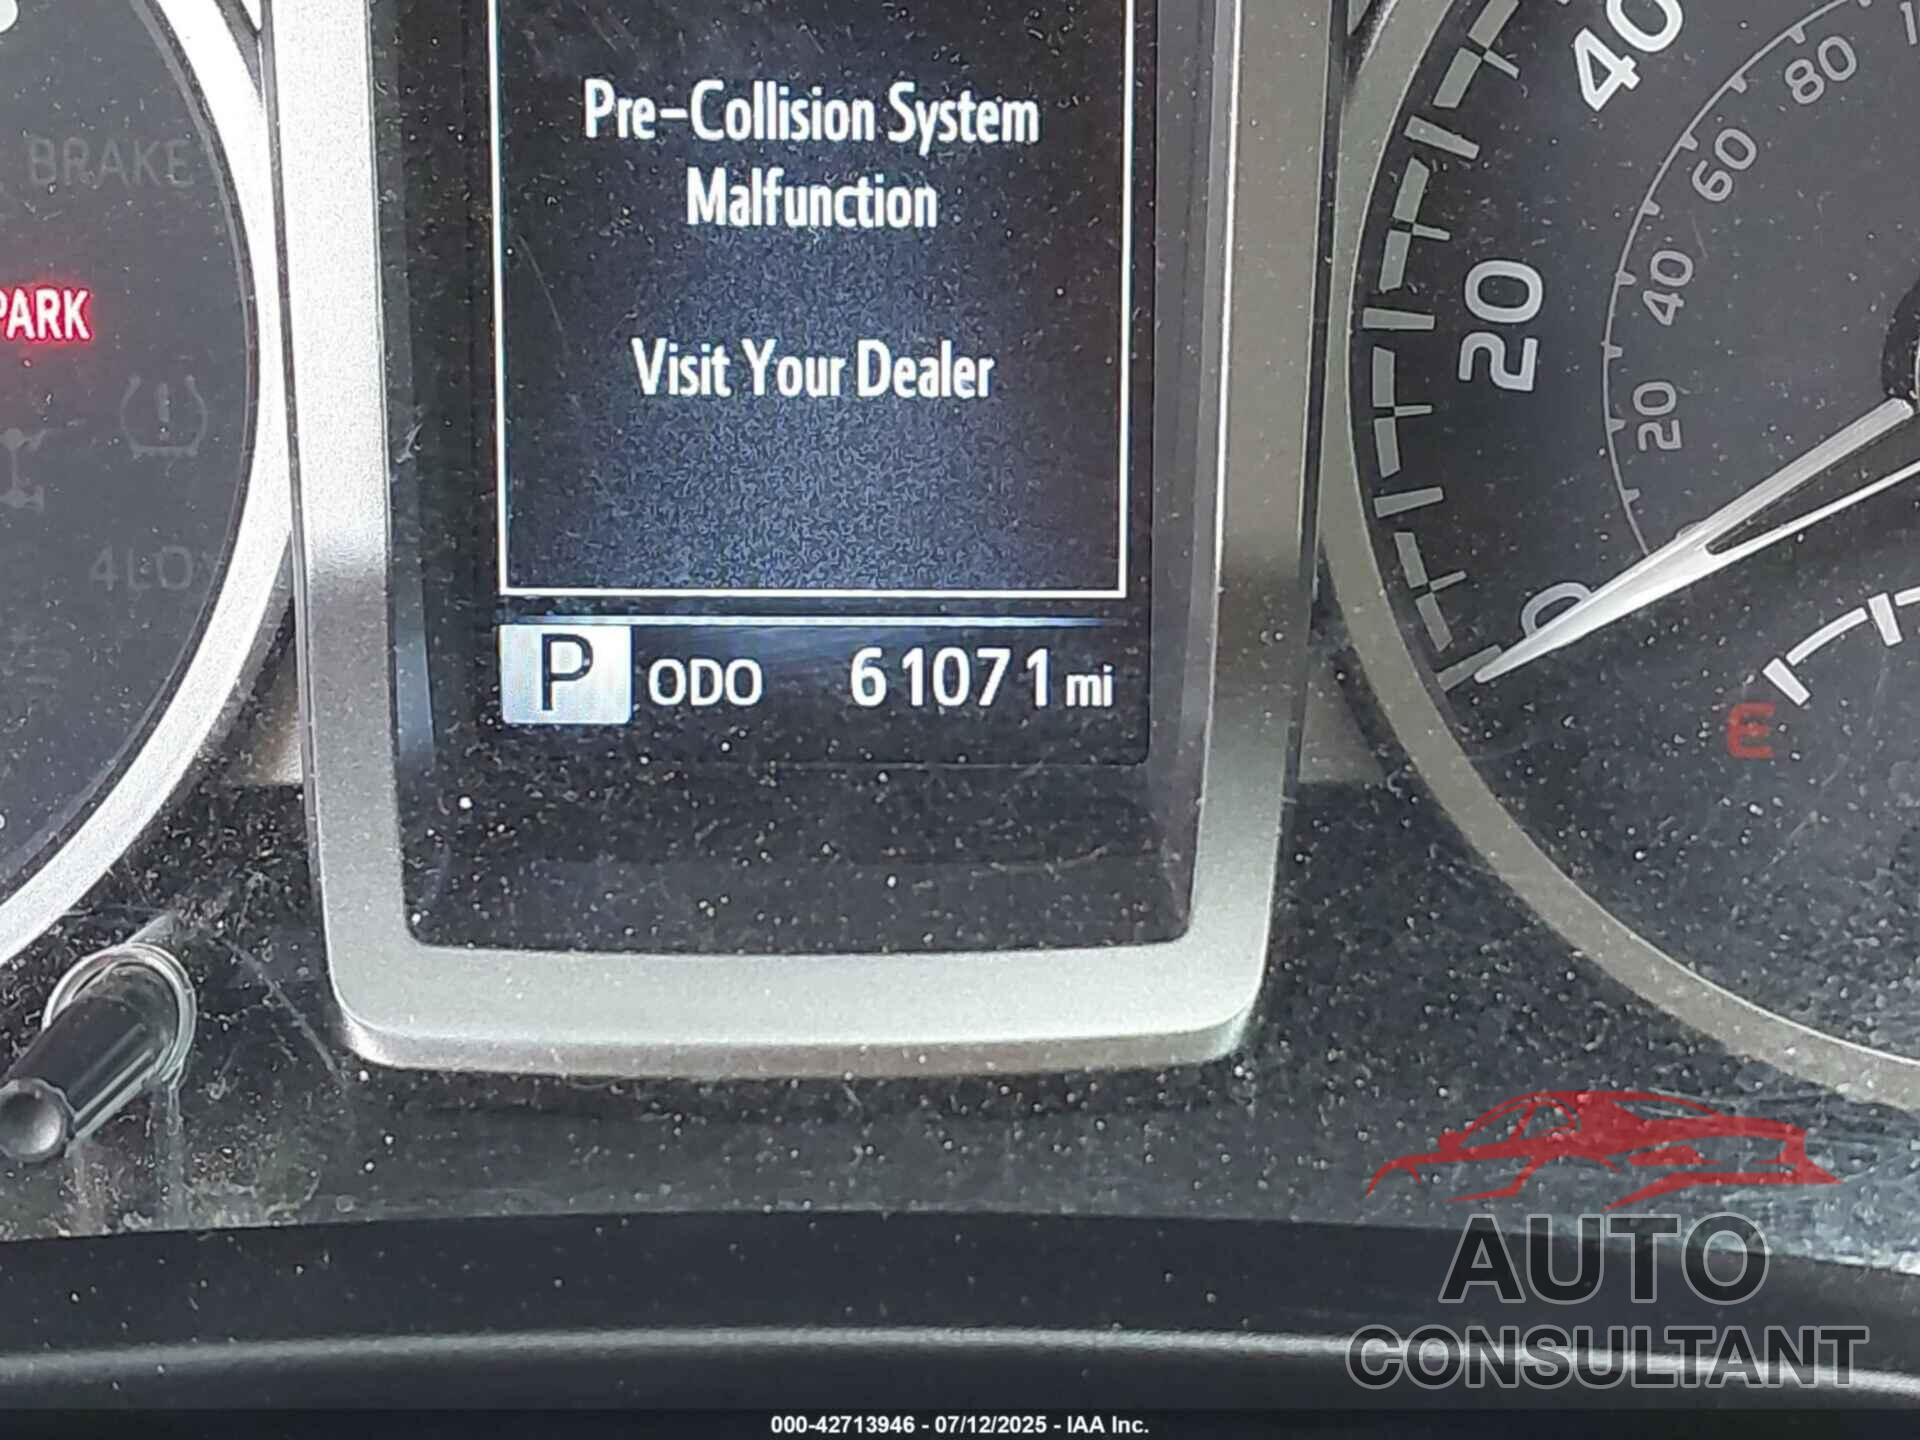 Pre-Collision System
Malfunction
Visit Your Dealer
P ODO 61071 mi
BRAKE
PARK
4LO
40
20
0
80
60
40
20
E
AUTO
CONSULTANT
000-42713946 - 07/12/2025 - IAA Inc.